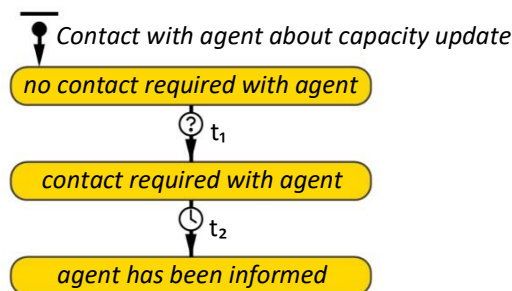 Contact with agent about capacity update
no contact required with agent
? t₁
contact required with agent
t₂
agent has been informed